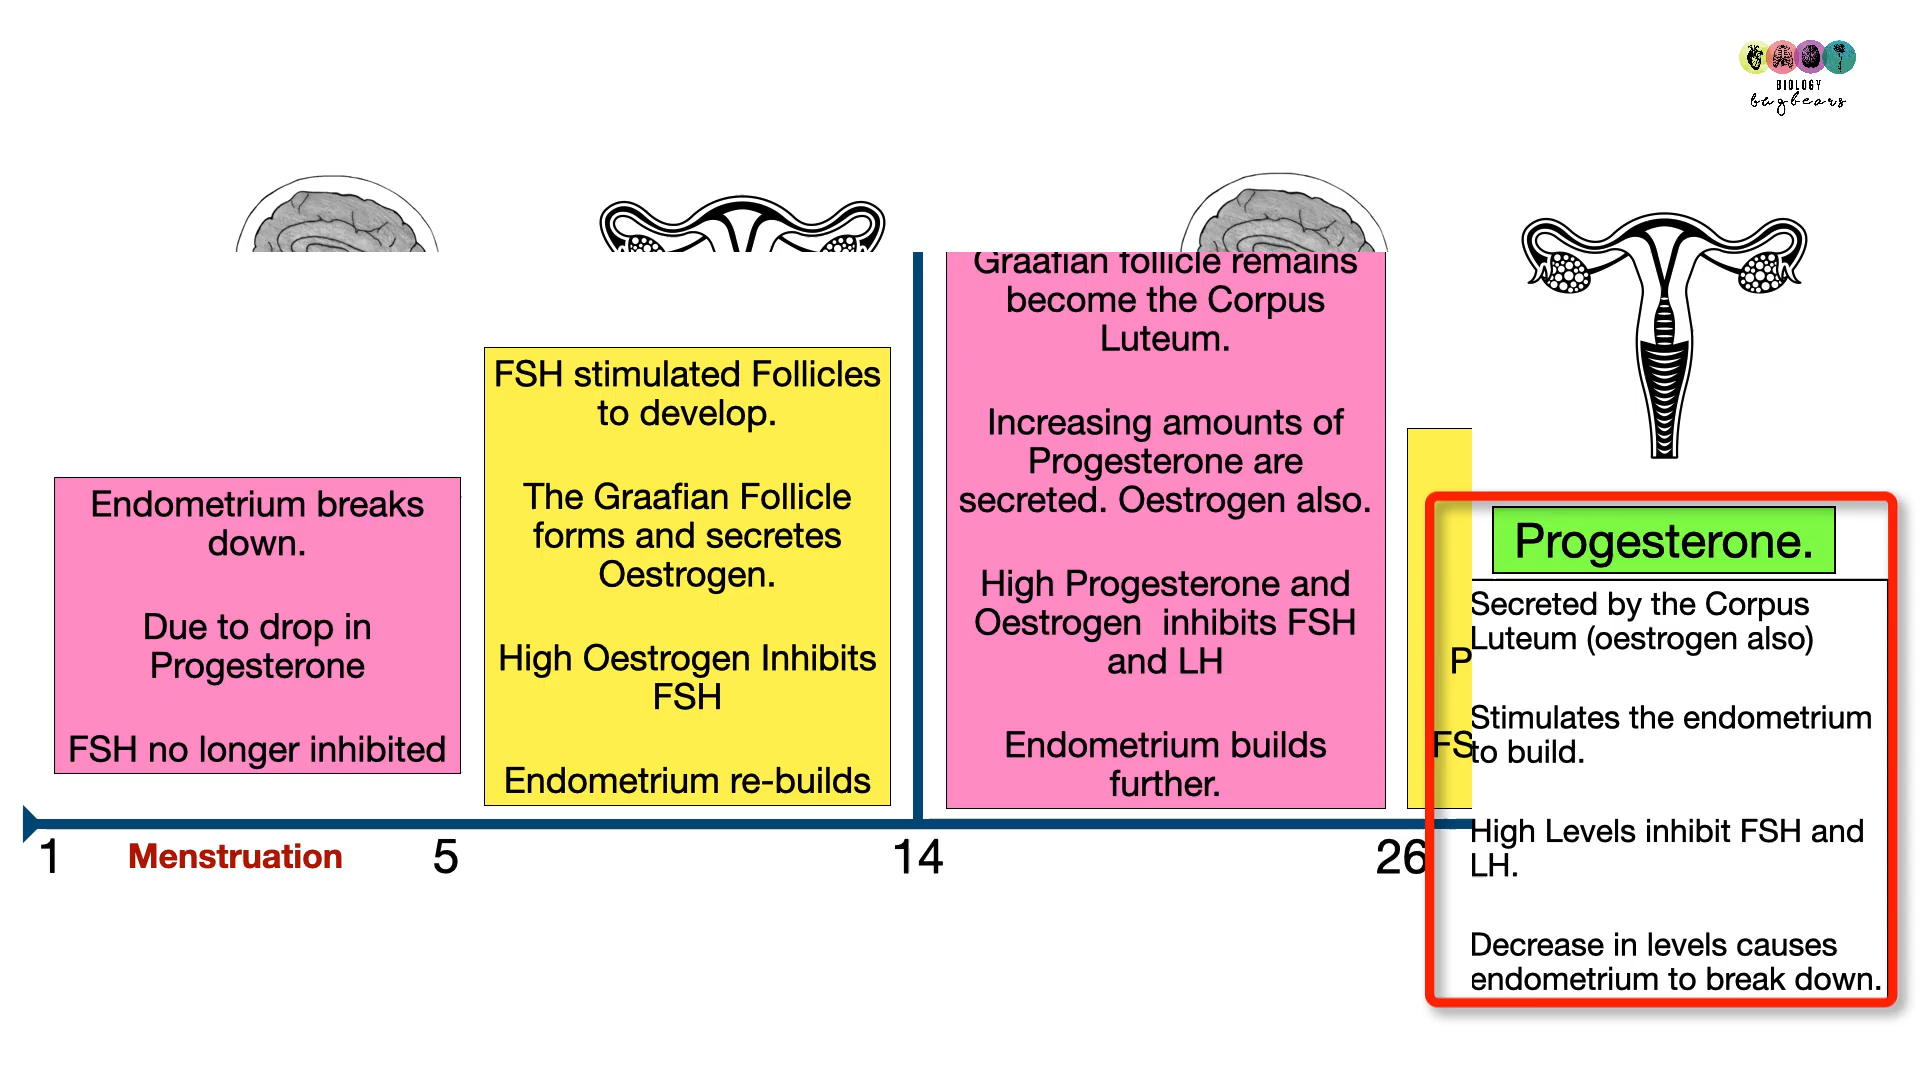 BIOLOGY
bugbears
Endometrium breaks
down.
Due to drop in
Progesterone
FSH no longer inhibited
FSH stimulated Follicles
to develop.
The Graafian Follicle
forms and secretes
Oestrogen.
High Oestrogen Inhibits
FSH
Endometrium re-builds
Graafian follicle remains
become the Corpus
Luteum.
Increasing amounts of
Progesterone are
secreted. Oestrogen also.
High Progesterone and
Oestrogen inhibits FSH
and LH
Endometrium builds
further.
P
FS
Progesterone.
Secreted by the Corpus
Luteum (oestrogen also)
Stimulates the endometrium
to build.
High Levels inhibit FSH and
LH.
Decrease in levels causes
endometrium to break down.
1 Menstruation 5 14 26